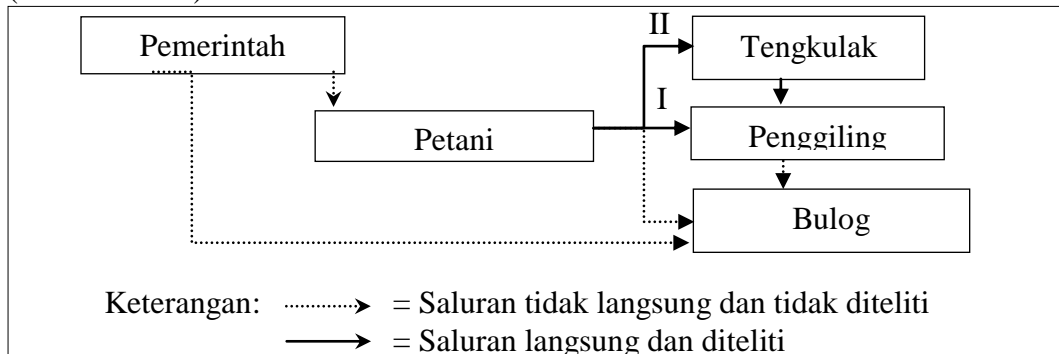 Pemerintah
II
Tengkulak
I
Petani
Penggiling
Bulog
Keterangan: = Saluran tidak langsung dan tidak diteliti
= Saluran langsung dan diteliti